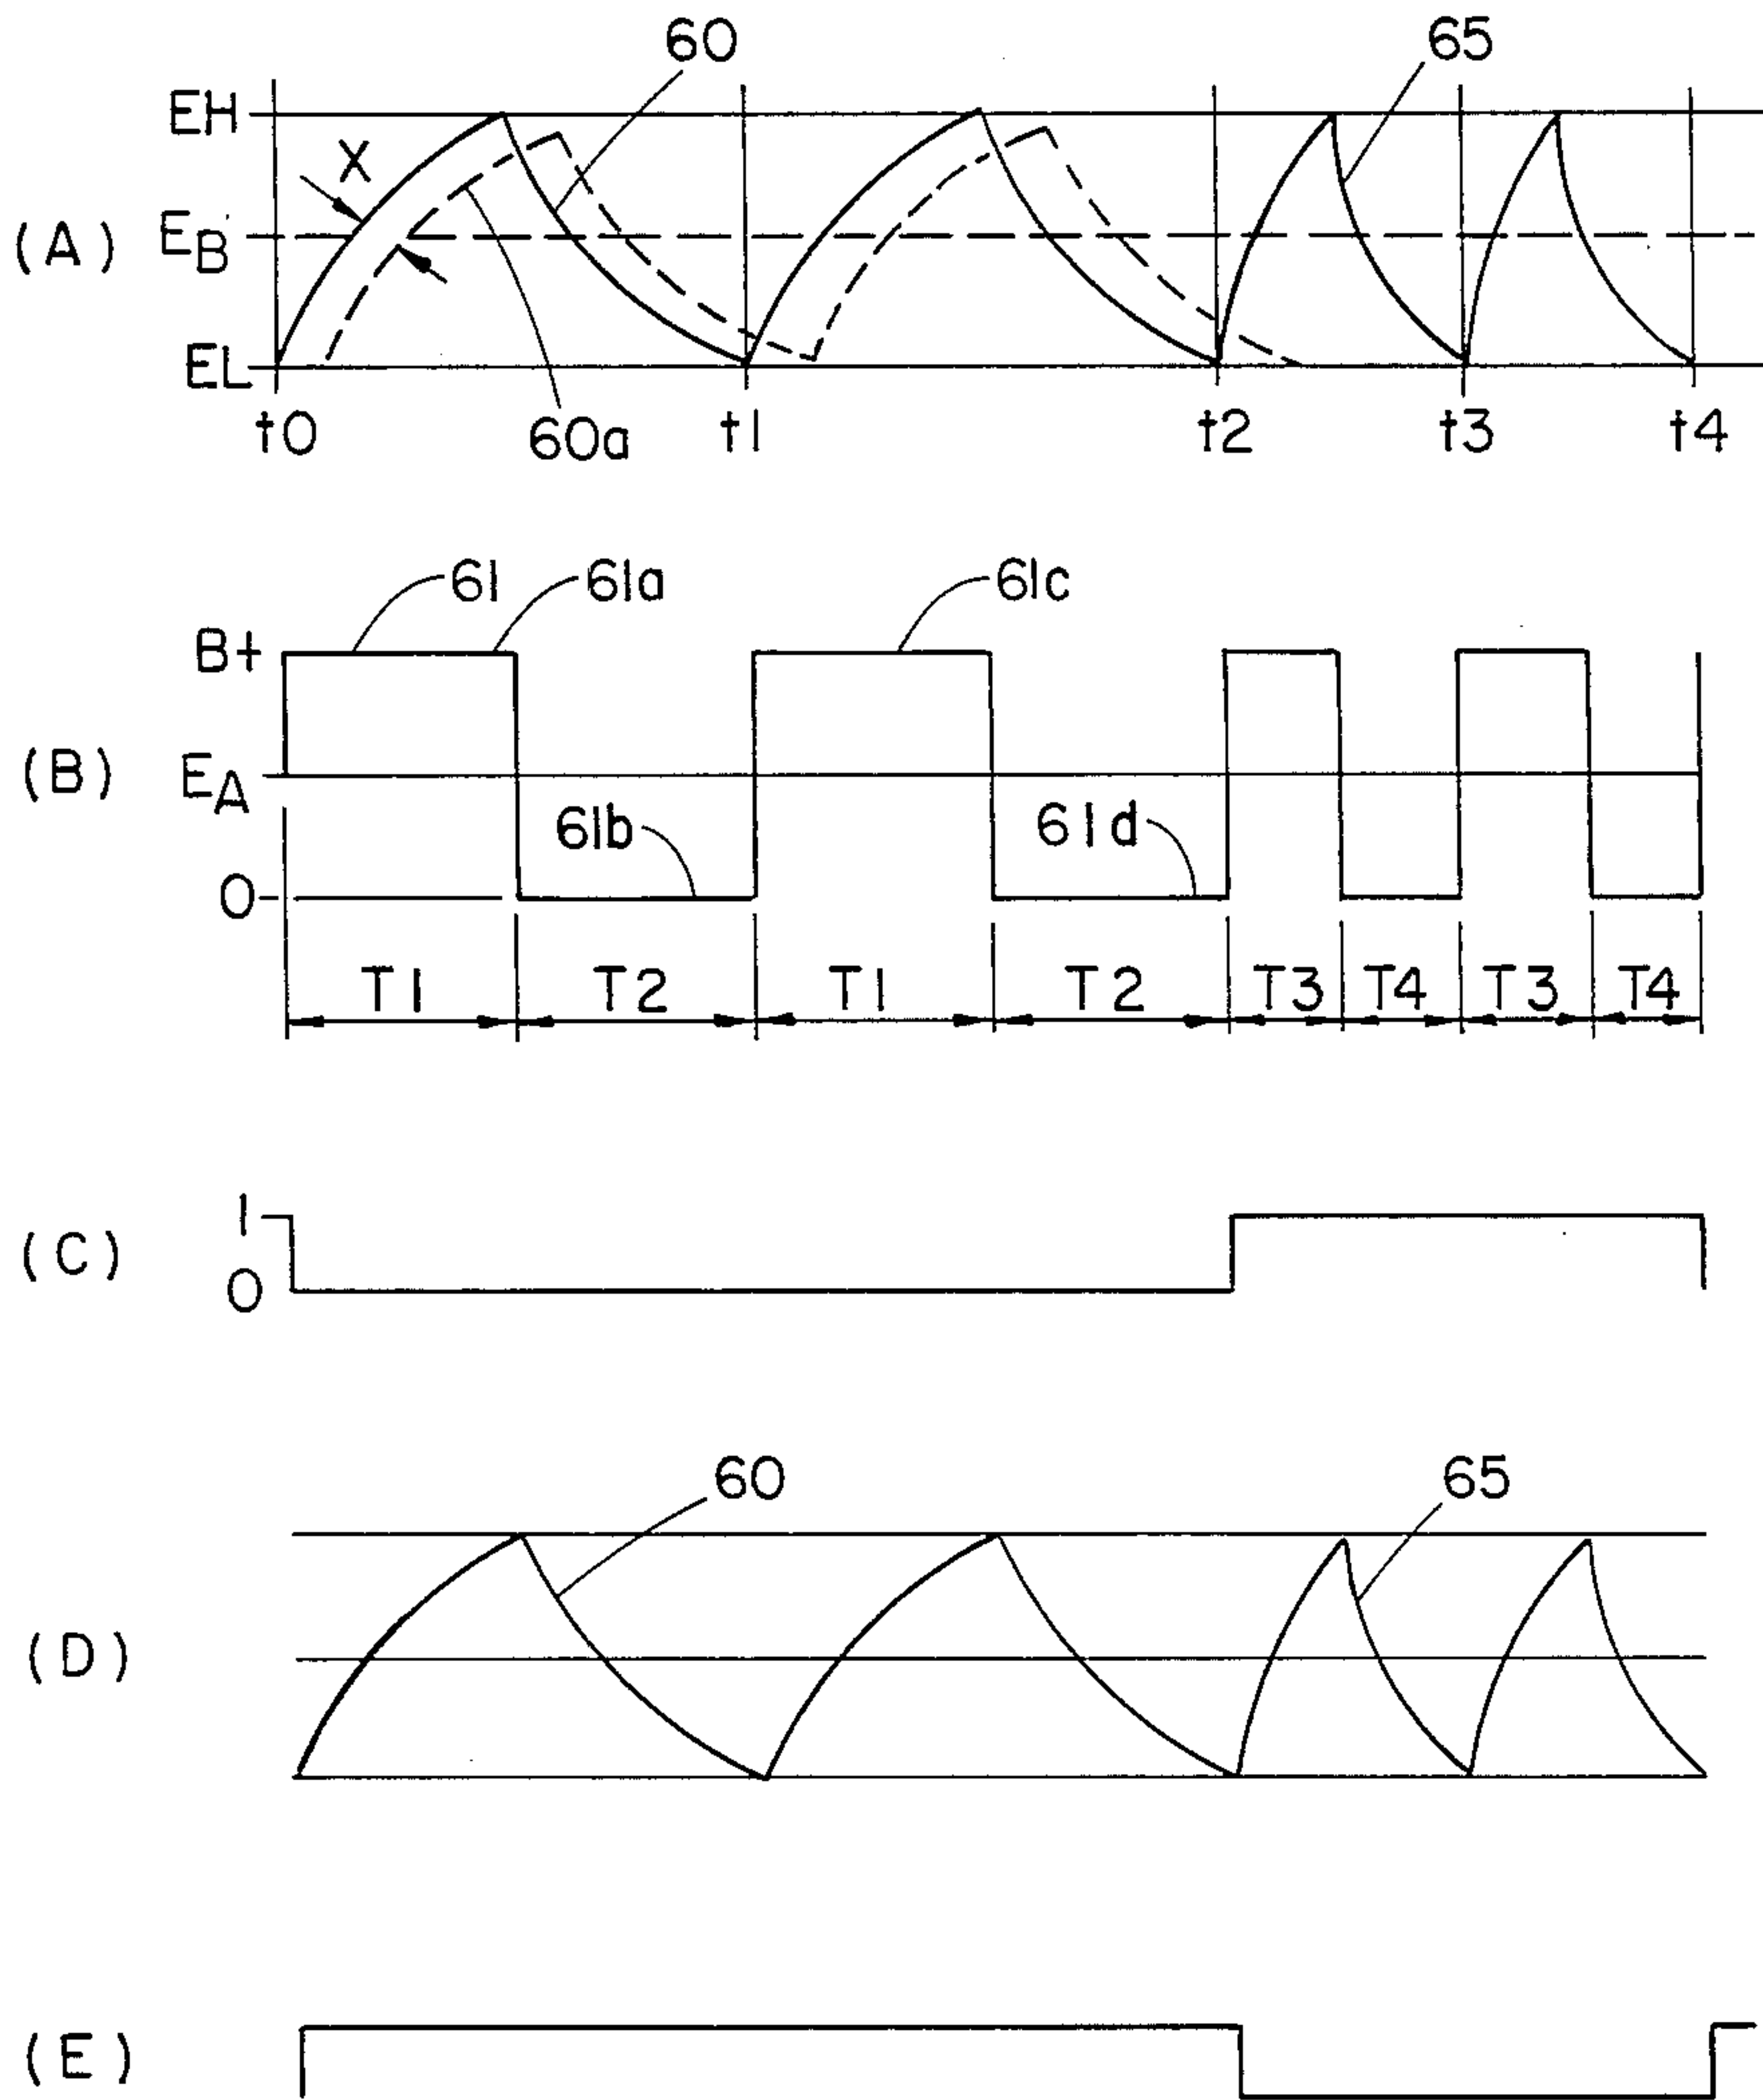 60 65
EH
X
(A) EB
EL
t0 60a t1 t2 t3 t4
61 61a 61c
B+
(B) EA
61b 61d
0
T1 T2 T1 T2 T3 T4 T3 T4
1
(C)
0
60 65
(D)
(E)